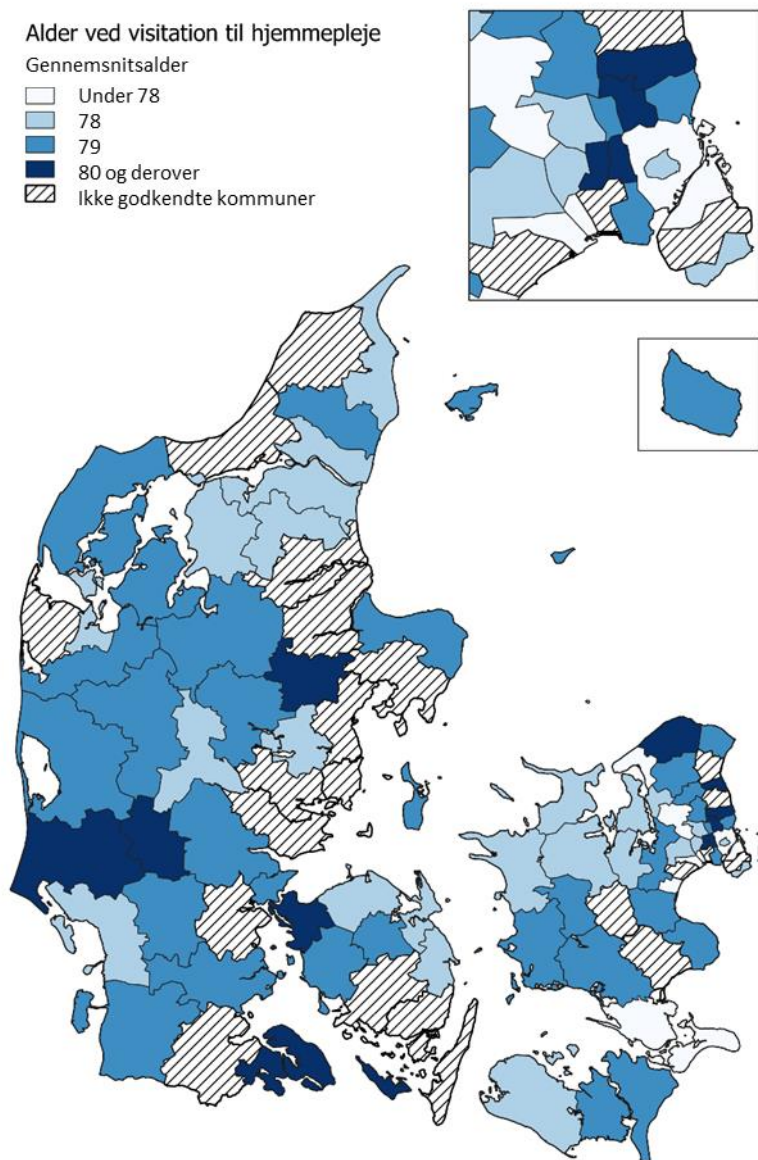 Alder ved visitation til hjemmepleje
Gennemsnitsalder
Under 78
78
79
80 og derover
Ikke godkendte kommuner